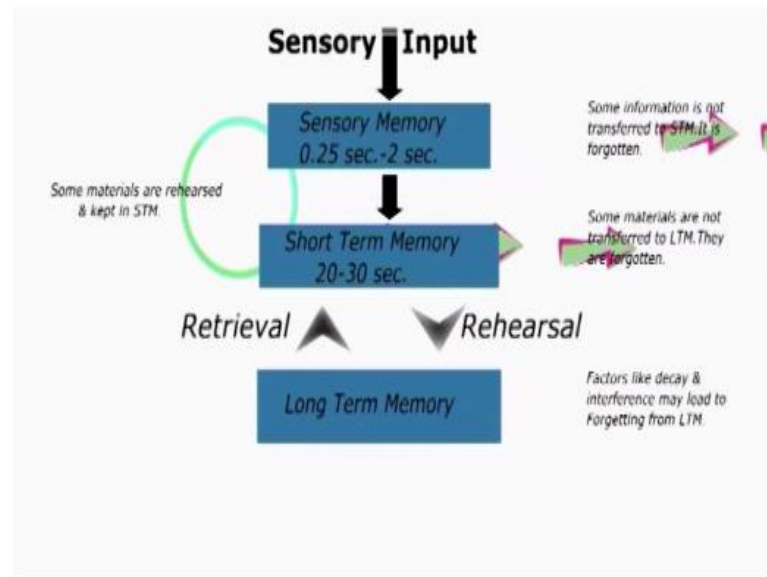 Sensory Input
Sensory Memory
0.25 sec.-2 sec.
Some information is not
transferred to STM.It is
forgotten.
Some materials are rehearsed
& kept in STM.
Short Term Memory
20-30 sec.
Some materials are not
transferred to LTM.They
are forgotten.
Retrieval
Rehearsal
Long Term Memory
Factors like decay &
interference may lead to
Forgetting from LTM.